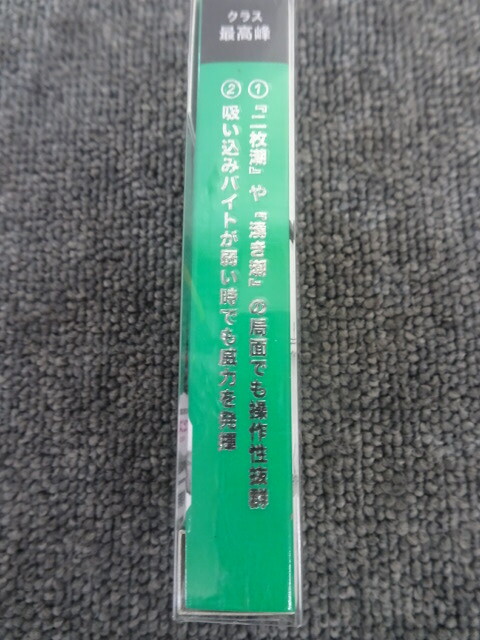 クラス
最高峰
①『二枚潮』や『湧き潮』の局面でも操作性抜群
②吸い込みバイトが弱い時でも威力を発揮